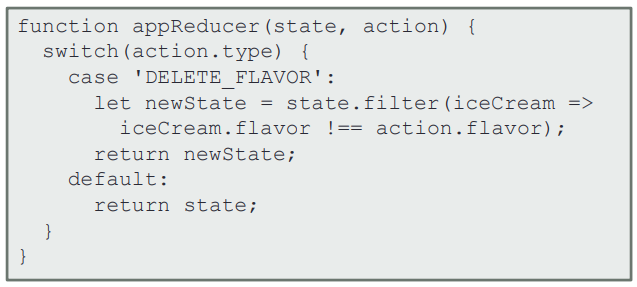 function appReducer(state, action) {
  switch(action.type) {
    case 'DELETE_FLAVOR':
      let newState = state.filter(iceCream =>
        iceCream.flavor !== action.flavor);
      return newState;
    default:
      return state;
  }
}